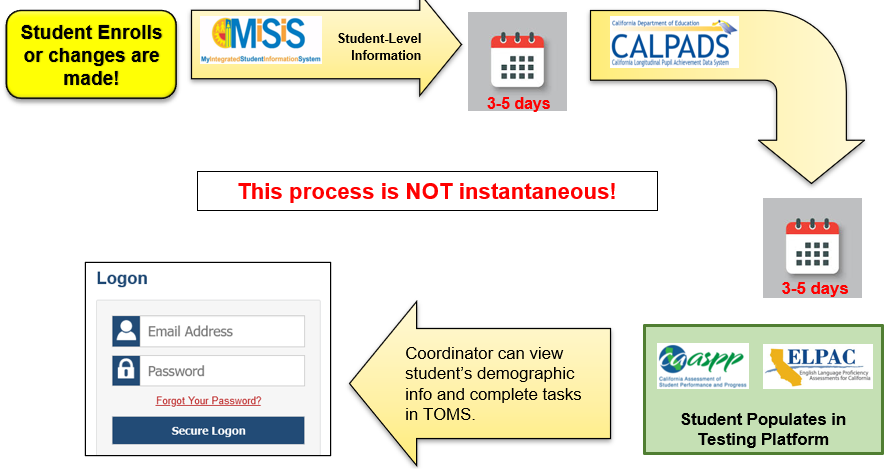 Student Enrolls
or changes are
made!
MiSiS
MyIntegratedStudentInformationSystem
Student-Level
Information
3-5 days
California Department of Education
CALPADS
California Longitudinal Pupil Achievement Data System
This process is NOT instantaneous!
3-5 days
Logon
Email Address
Password
Forgot Your Password?
Secure Logon
Coordinator can view
student's demographic
info and complete tasks
in TOMS.
caaspp
California Assessment of
Student Performance and Progress
ELPAC
English Language Proficiency
Assessments for California
Student Populates in
Testing Platform